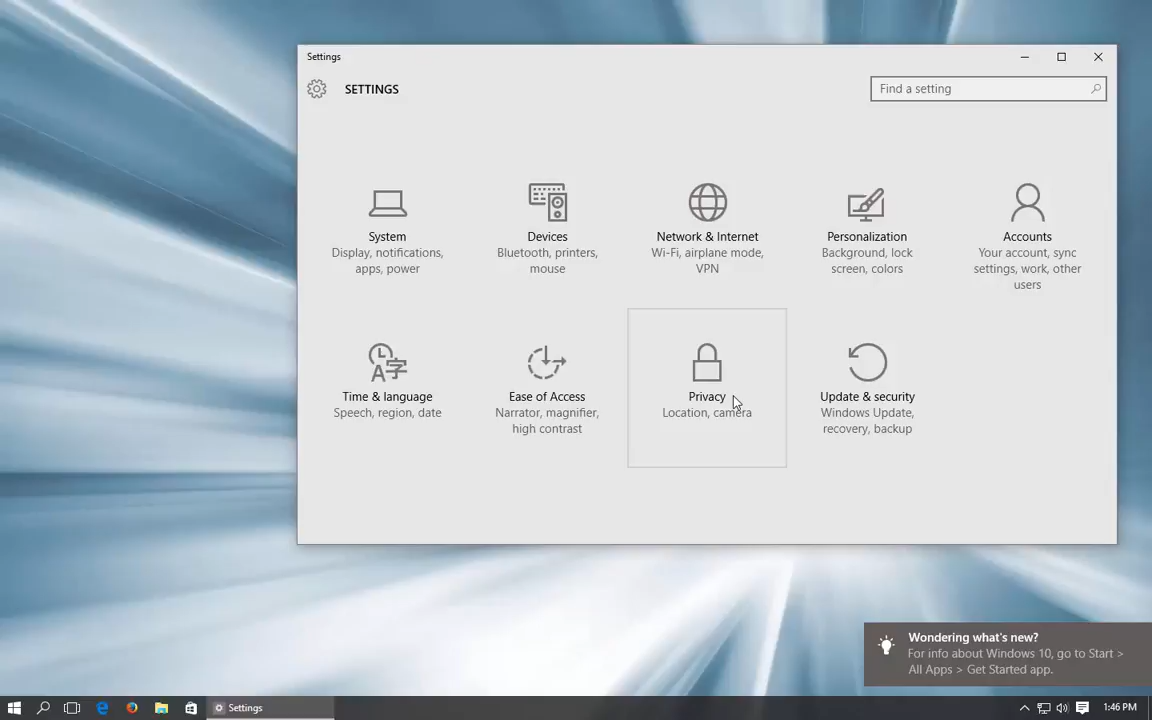 Settings
SETTINGS
Find a setting
System
Display, notifications,
apps, power
Devices
Bluetooth, printers,
mouse
Network & Internet
Wi-Fi, airplane mode,
VPN
Personalization
Background, lock
screen, colors
Accounts
Your account, sync
settings, work, other
users
Time & language
Speech, region, date
Ease of Access
Narrator, magnifier,
high contrast
Privacy
Location, camera
Update & security
Windows Update,
recovery, backup
Wondering what's new?
For info about Windows 10, go to Start >
All Apps > Get Started app.
Settings
1:46 PM